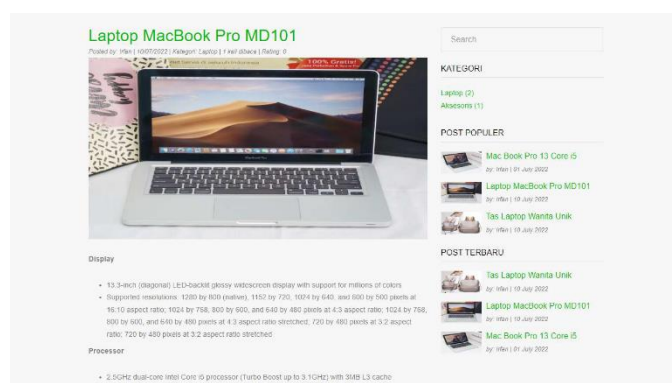 Laptop MacBook Pro MD101
Posted by: Irfan | 10/07/2022 | Kategori: Laptop | 1 kali dibaca | Rating: 0
100% Gratis!
Display
13.3-inch (diagonal) LED-backlit glossy widescreen display with support for millions of colors
Supported resolutions: 1280 by 800 (native), 1152 by 720, 1024 by 640, and 800 by 500 pixels at
16:10 aspect ratio; 1024 by 768, 800 by 600, and 640 by 480 pixels at 4:3 aspect ratio; 1024 by 768,
800 by 600, and 640 by 480 pixels at 4:3 aspect ratio stretched; 720 by 480 pixels at 3:2 aspect
ratio; 720 by 480 pixels at 3:2 aspect ratio stretched
Processor
2.5GHz dual-core Intel Core i5 processor (Turbo Boost up to 3.1GHz) with 3MB L3 cache
Search
KATEGORI
Laptop (2)
Aksesoris (1)
POST POPULER
Mac Book Pro 13 Core i5
by: Irfan | 01 July 2022
Laptop MacBook Pro MD101
by: Irfan | 10 July 2022
Tas Laptop Wanita Unik
by: Irfan | 10 July 2022
POST TERBARU
Tas Laptop Wanita Unik
by: Irfan | 10 July 2022
Laptop MacBook Pro MD101
by: Irfan | 10 July 2022
Mac Book Pro 13 Core i5
by: Irfan | 01 July 2022